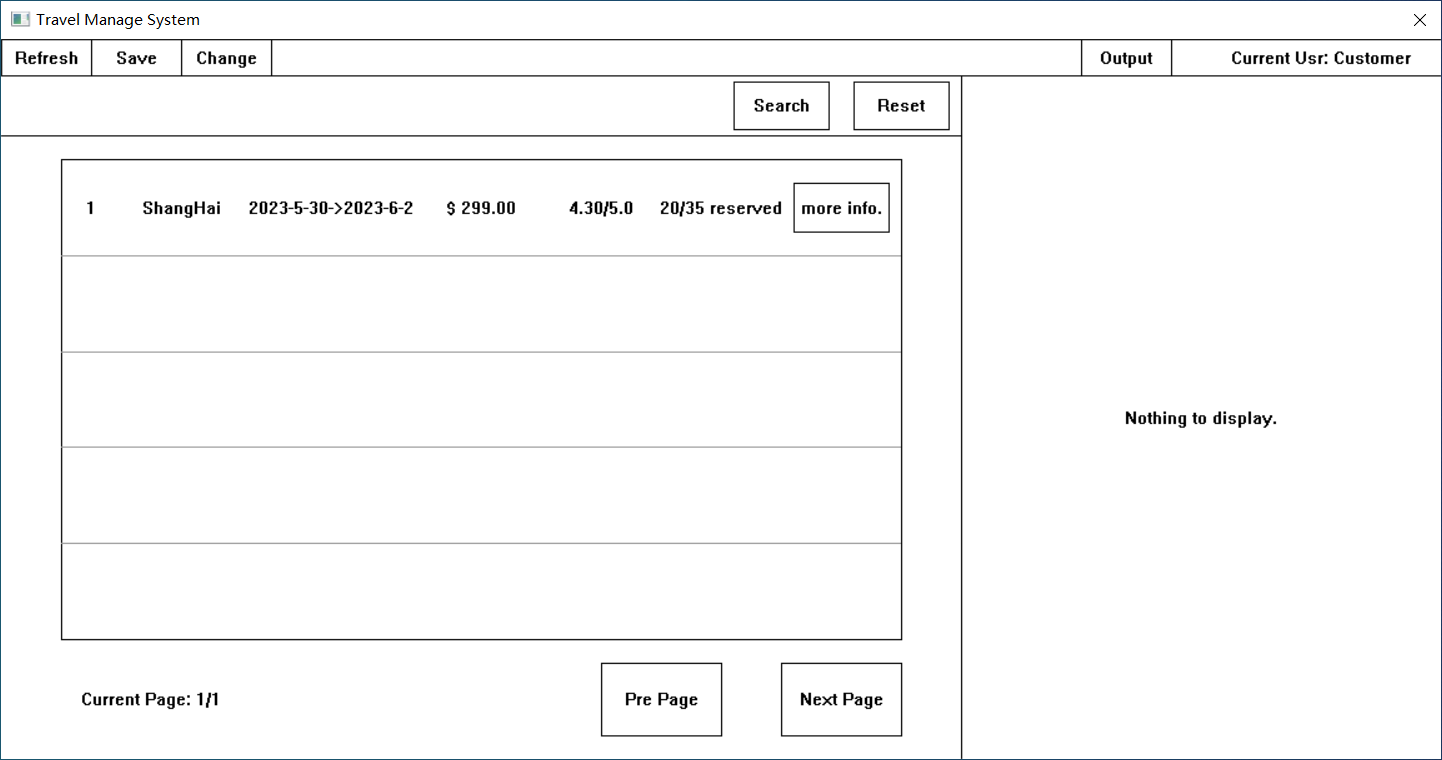 Travel Manage System
Refresh Save Change Output Current Usr: Customer
Search Reset
1 ShangHai 2023-5-30->2023-6-2 $ 299.00 4.30/5.0 20/35 reserved more info.
Nothing to display.
Current Page: 1/1 Pre Page Next Page